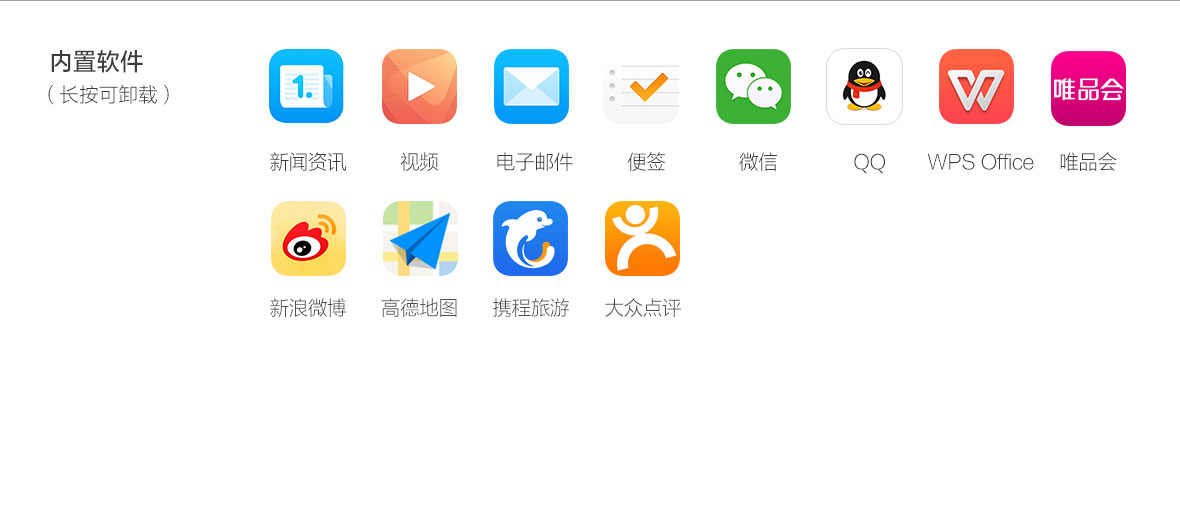 内置软件
（长按可卸载）
1.
唯品会
新闻资讯 视频 电子邮件 便签 微信 QQ WPS Office 唯品会
新浪微博 高德地图 携程旅游 大众点评